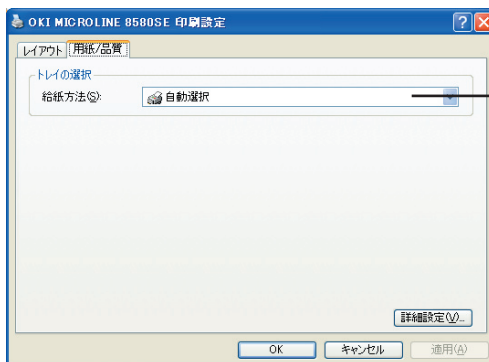 OKI MICROLINE 8580SE 印刷設定
レイアウト 用紙/品質
トレイの選択
給紙方法(S): 自動選択
詳細設定(V)...
OK キャンセル 適用(A)